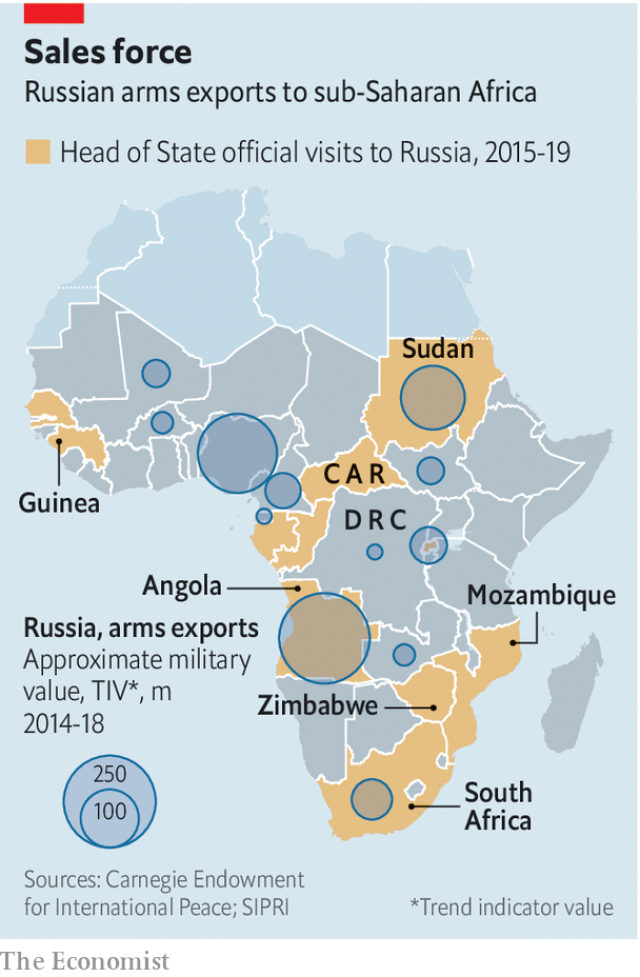 Sales force
Russian arms exports to sub-Saharan Africa
Head of State official visits to Russia, 2015-19
Sudan
CAR
Guinea
DRC
Angola
Mozambique
Russia, arms exports
Approximate military
value, TIV*, m
2014-18
Zimbabwe
250
100
South
Africa
Sources: Carnegie Endowment
for International Peace; SIPRI
*Trend indicator value
The Economist